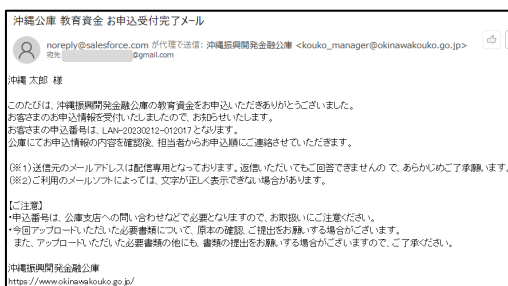 沖縄公庫 教育資金 お申込受付完了メール
noreply@salesforce.com が代理で送信: 沖縄振興開発金融公庫 <kouko_manager@okinawakouko.go.jp>
宛先 @gmail.com
沖縄 太郎 様
このたびは、沖縄振興開発金融公庫の教育資金をお申込いただきありがとうございました。
お客さまのお申込情報を受付いたしましたので、お知らせいたします。
お客さまの申込番号は、LAN-20230212-012017 となります。
公庫にてお申込情報の内容を確認後、担当者からお申込順にご連絡させていただきます。
(※1)送信元のメールアドレスは配信専用となっております。返信いただいてもご回答できませんの で、あらかじめご了承願います。
(※2)ご利用のメールソフトによっては、文字が正しく表示できない場合があります。
【ご注意】
・申込番号は、公庫支店への問い合わせなどで必要となりますので、お取扱いにご注意ください。
・今回アップロードいただいた必要書類について、原本の確認、ご提出をお願いする場合がございます。
また、アップロードいただいた必要書類の他にも、書類の提出をお願いする場合がございますので、ご了承ください。
沖縄振興開発金融公庫
https://www.okinawakouko.go.jp/